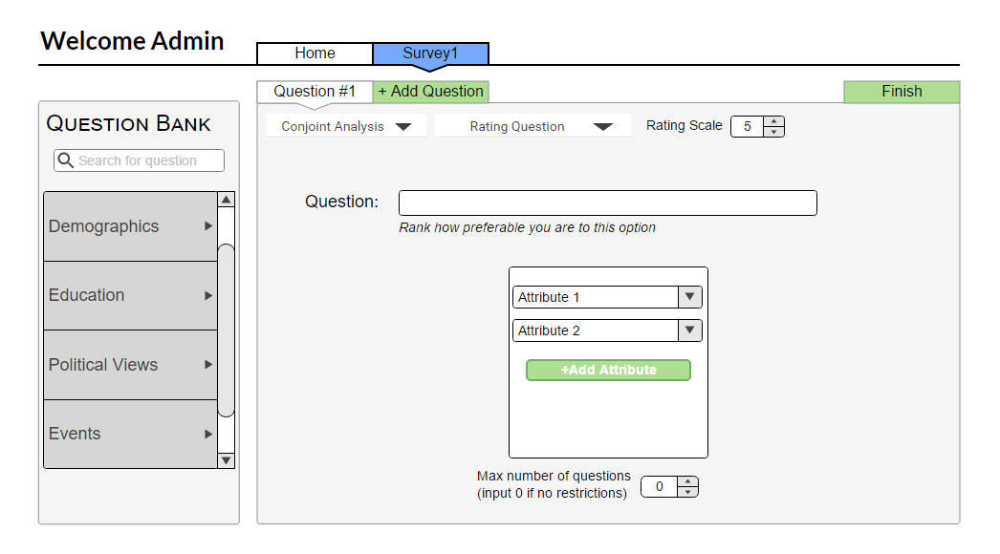 Welcome Admin
Home
Survey1
Question #1
+ Add Question
Finish
QUESTION BANK
Search for question
Demographics
Education
Political Views
Events
Conjoint Analysis
Rating Question
Rating Scale
5
Question:
Rank how preferable you are to this option
Attribute 1
Attribute 2
+Add Attribute
Max number of questions
(input 0 if no restrictions)
0